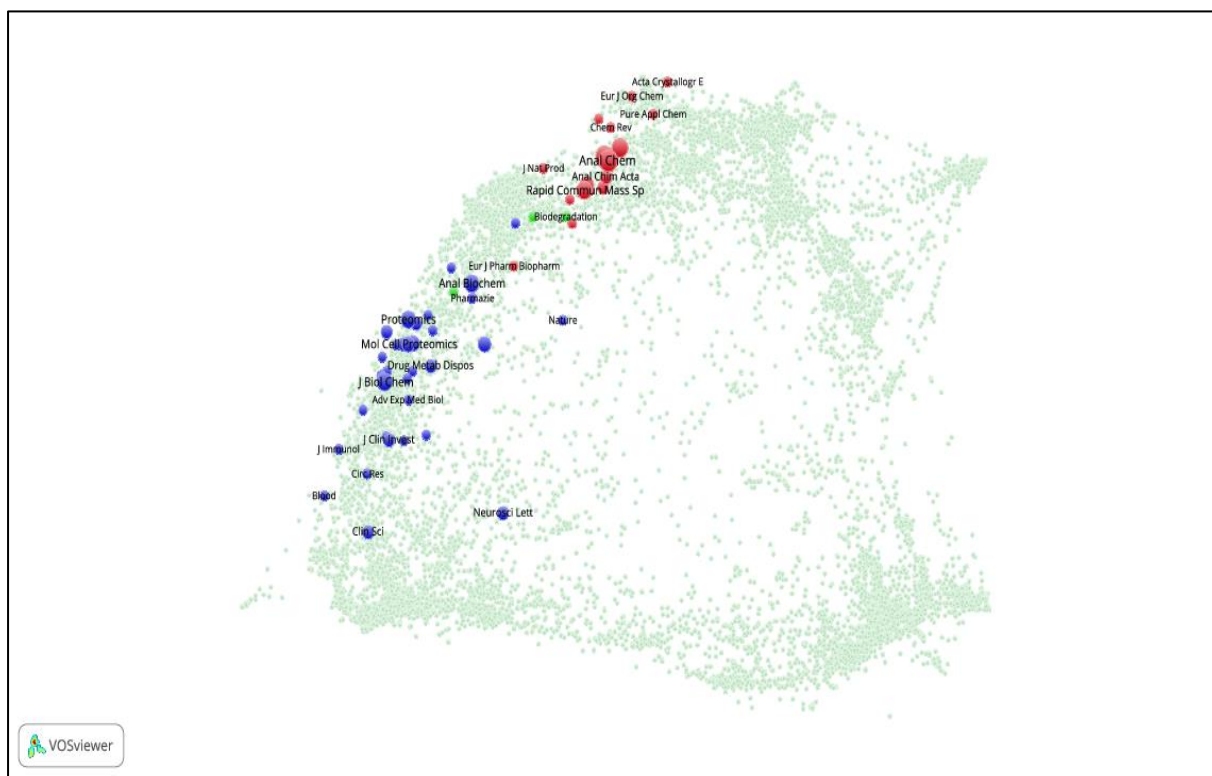 Acta Crystallogr E
Eur J Org Chem
Pure Appl Chem
Chem Rev
Anal Chem
J Nat Prod
Anal Chim Acta
Rapid Commun Mass Sp
Biodegradation
Eur J Pharm Biopharm
Anal Biochem
Pharmazie
Proteomics
Nature
Mol Cell Proteomics
Drug Metab Dispos
J Biol Chem
Adv Exp Med Biol
J Clin Invest
J Immunol
Circ Res
Blood
Neurosci Lett
Clin Sci
VOSviewer